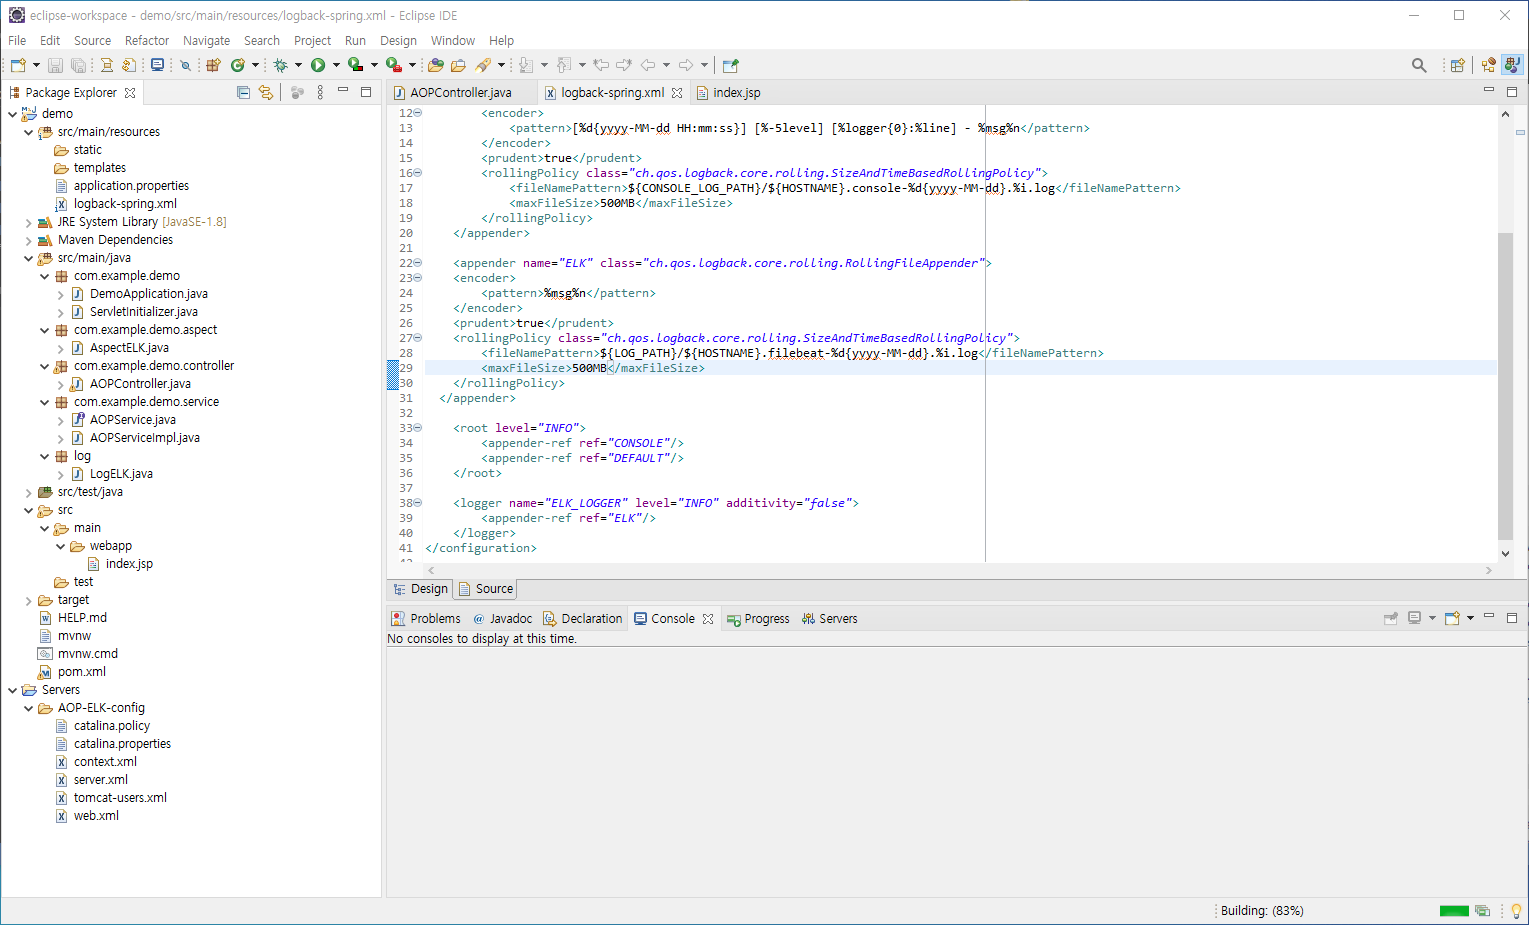 eclipse-workspace - demo/src/main/resources/logback-spring.xml - Eclipse IDE
File Edit Source Refactor Navigate Search Project Run Design Window Help
Package Explorer
demo
src/main/resources
static
templates
application.properties
logback-spring.xml
JRE System Library [JavaSE-1.8]
Maven Dependencies
src/main/java
com.example.demo
DemoApplication.java
ServletInitializer.java
com.example.demo.aspect
AspectELK.java
com.example.demo.controller
AOPController.java
com.example.demo.service
AOPService.java
AOPServiceImpl.java
log
LogELK.java
src/test/java
src
main
webapp
index.jsp
test
target
HELP.md
mvnw
mvnw.cmd
pom.xml
Servers
AOP-ELK-config
catalina.policy
catalina.properties
context.xml
server.xml
tomcat-users.xml
web.xml
AOPController.java logback-spring.xml index.jsp
12 <encoder>
13 <pattern>[%d{yyyy-MM-dd HH:mm:ss}] [%-5level] [%logger{0}:%line] - %msg%n</pattern>
14 </encoder>
15 <prudent>true</prudent>
16 <rollingPolicy class="ch.qos.logback.core.rolling.SizeAndTimeBasedRollingPolicy">
17 <fileNamePattern>${CONSOLE_LOG_PATH}/${HOSTNAME}.console-%d{yyyy-MM-dd}.%i.log</fileNamePattern>
18 <maxFileSize>500MB</maxFileSize>
19 </rollingPolicy>
20 </appender>
21
22 <appender name="ELK" class="ch.qos.logback.core.rolling.RollingFileAppender">
23 <encoder>
24 <pattern>%msg%n</pattern>
25 </encoder>
26 <prudent>true</prudent>
27 <rollingPolicy class="ch.qos.logback.core.rolling.SizeAndTimeBasedRollingPolicy">
28 <fileNamePattern>${LOG_PATH}/${HOSTNAME}.filebeat-%d{yyyy-MM-dd}.%i.log</fileNamePattern>
29 <maxFileSize>500MB</maxFileSize>
30 </rollingPolicy>
31 </appender>
32
33 <root level="INFO">
34 <appender-ref ref="CONSOLE"/>
35 <appender-ref ref="DEFAULT"/>
36 </root>
37
38 <logger name="ELK_LOGGER" level="INFO" additivity="false">
39 <appender-ref ref="ELK"/>
40 </logger>
41 </configuration>
Design Source
Problems @ Javadoc Declaration Console Progress Servers
No consoles to display at this time.
Building: (83%)